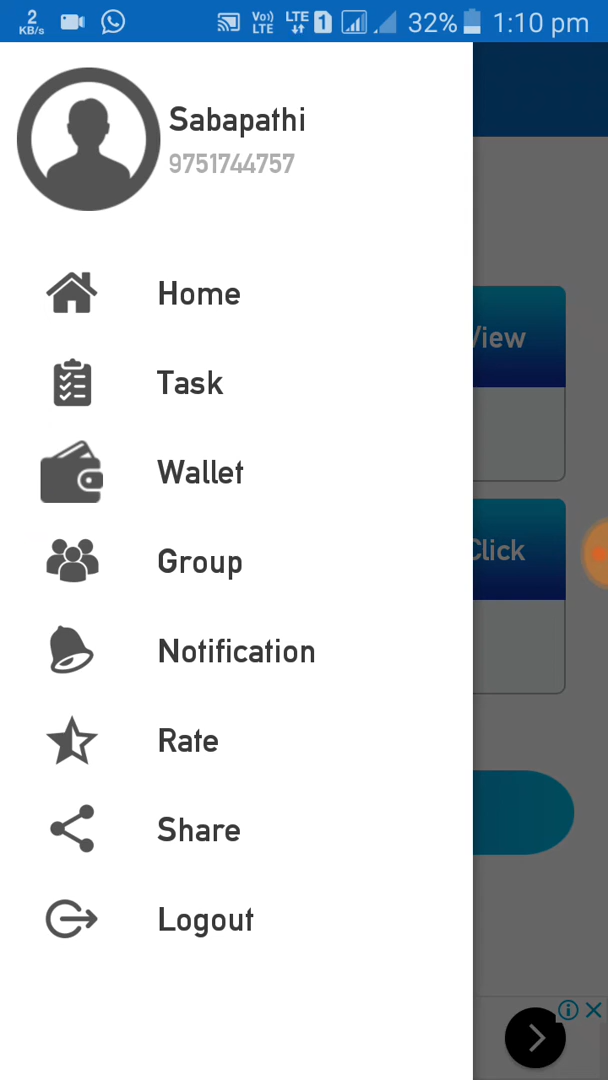 2
KB/s
Vo))
LTE
LTE
1
32%
1:10 pm
Sabapathi
9751744757
Home
View
Task
Wallet
Group
Click
Notification
Rate
Share
Logout